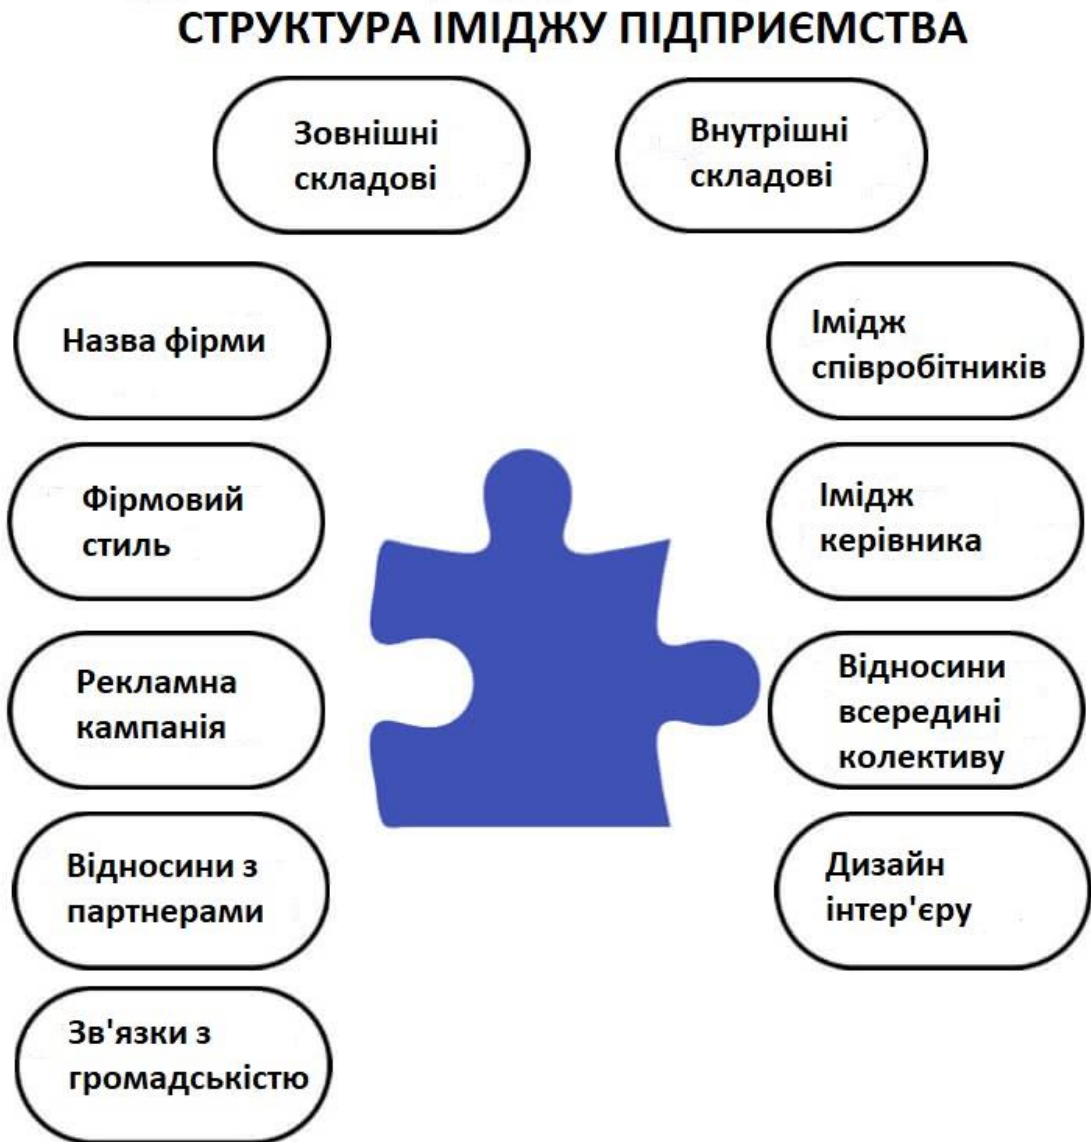 СТРУКТУРА ІМІДЖУ ПІДПРИЄМСТВА
Зовнішні
складові
Внутрішні
складові
Назва фірми
Фірмовий
стиль
Рекламна
кампанія
Відносини з
партнерами
Зв'язки з
громадськістю
Імідж
співробітників
Імідж
керівника
Відносини
всередині
колективу
Дизайн
інтер'єру